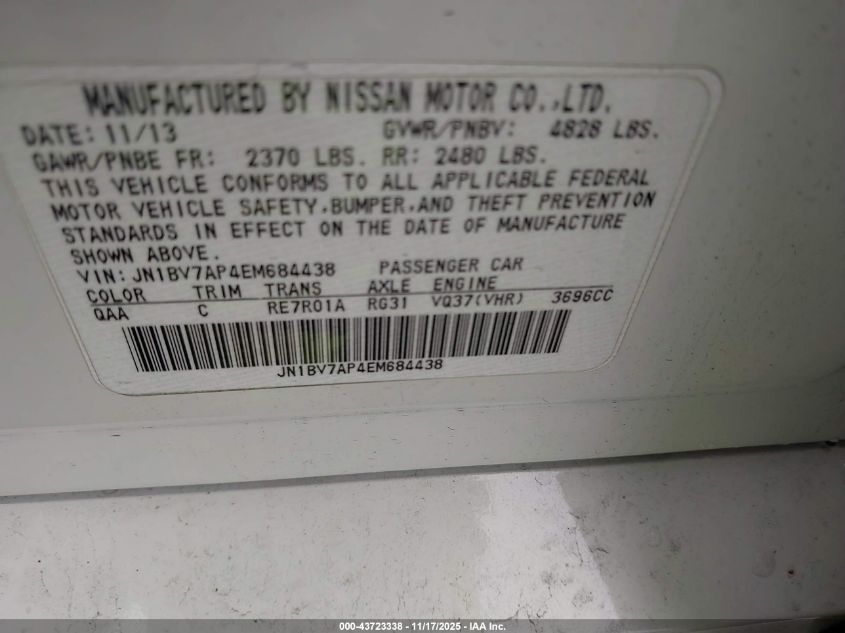 MANUFACTURED BY NISSAN MOTOR CO.,LTD.
DATE: 11/13 GVWR/PNBV: 4828 LBS.
GAWR/PNBE FR: 2370 LBS. RR: 2480 LBS.
THIS VEHICLE CONFORMS TO ALL APPLICABLE FEDERAL
MOTOR VEHICLE SAFETY,BUMPER,AND THEFT PREVENTION
STANDARDS IN EFFECT ON THE DATE OF MANUFACTURE
SHOWN ABOVE.
VIN: JN1BV7AP4EM684438 PASSENGER CAR
COLOR TRIM TRANS AXLE ENGINE
QAA C RE7R01A RG31 VQ37(VHR) 3696CC
JN1BV7AP4EM684438
000-43723338 - 11/17/2025 - IAA Inc.